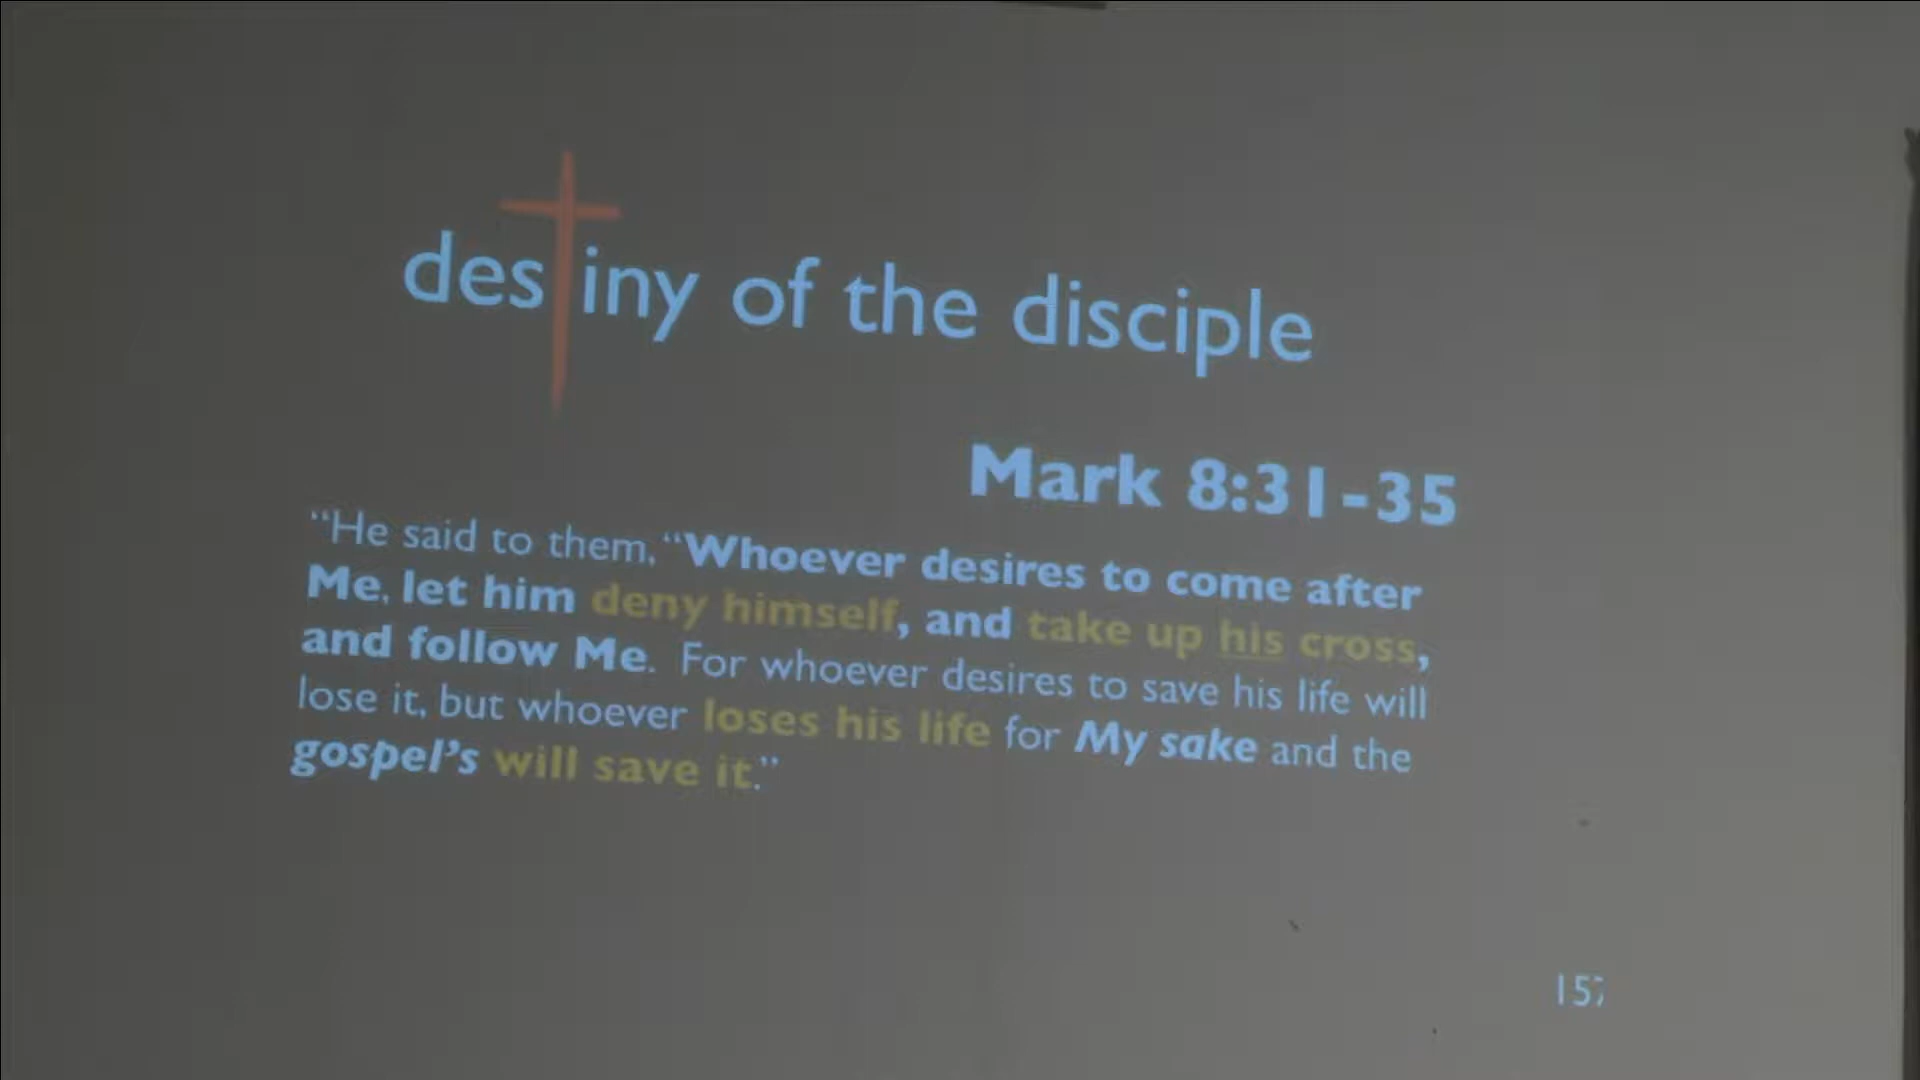 destiny of the disciple
Mark 8:31-35
“He said to them, “Whoever desires to come after
Me, let him deny himself, and take up his cross,
and follow Me. For whoever desires to save his life will
lose it, but whoever loses his life for My sake and the
gospel’s will save it.”
157